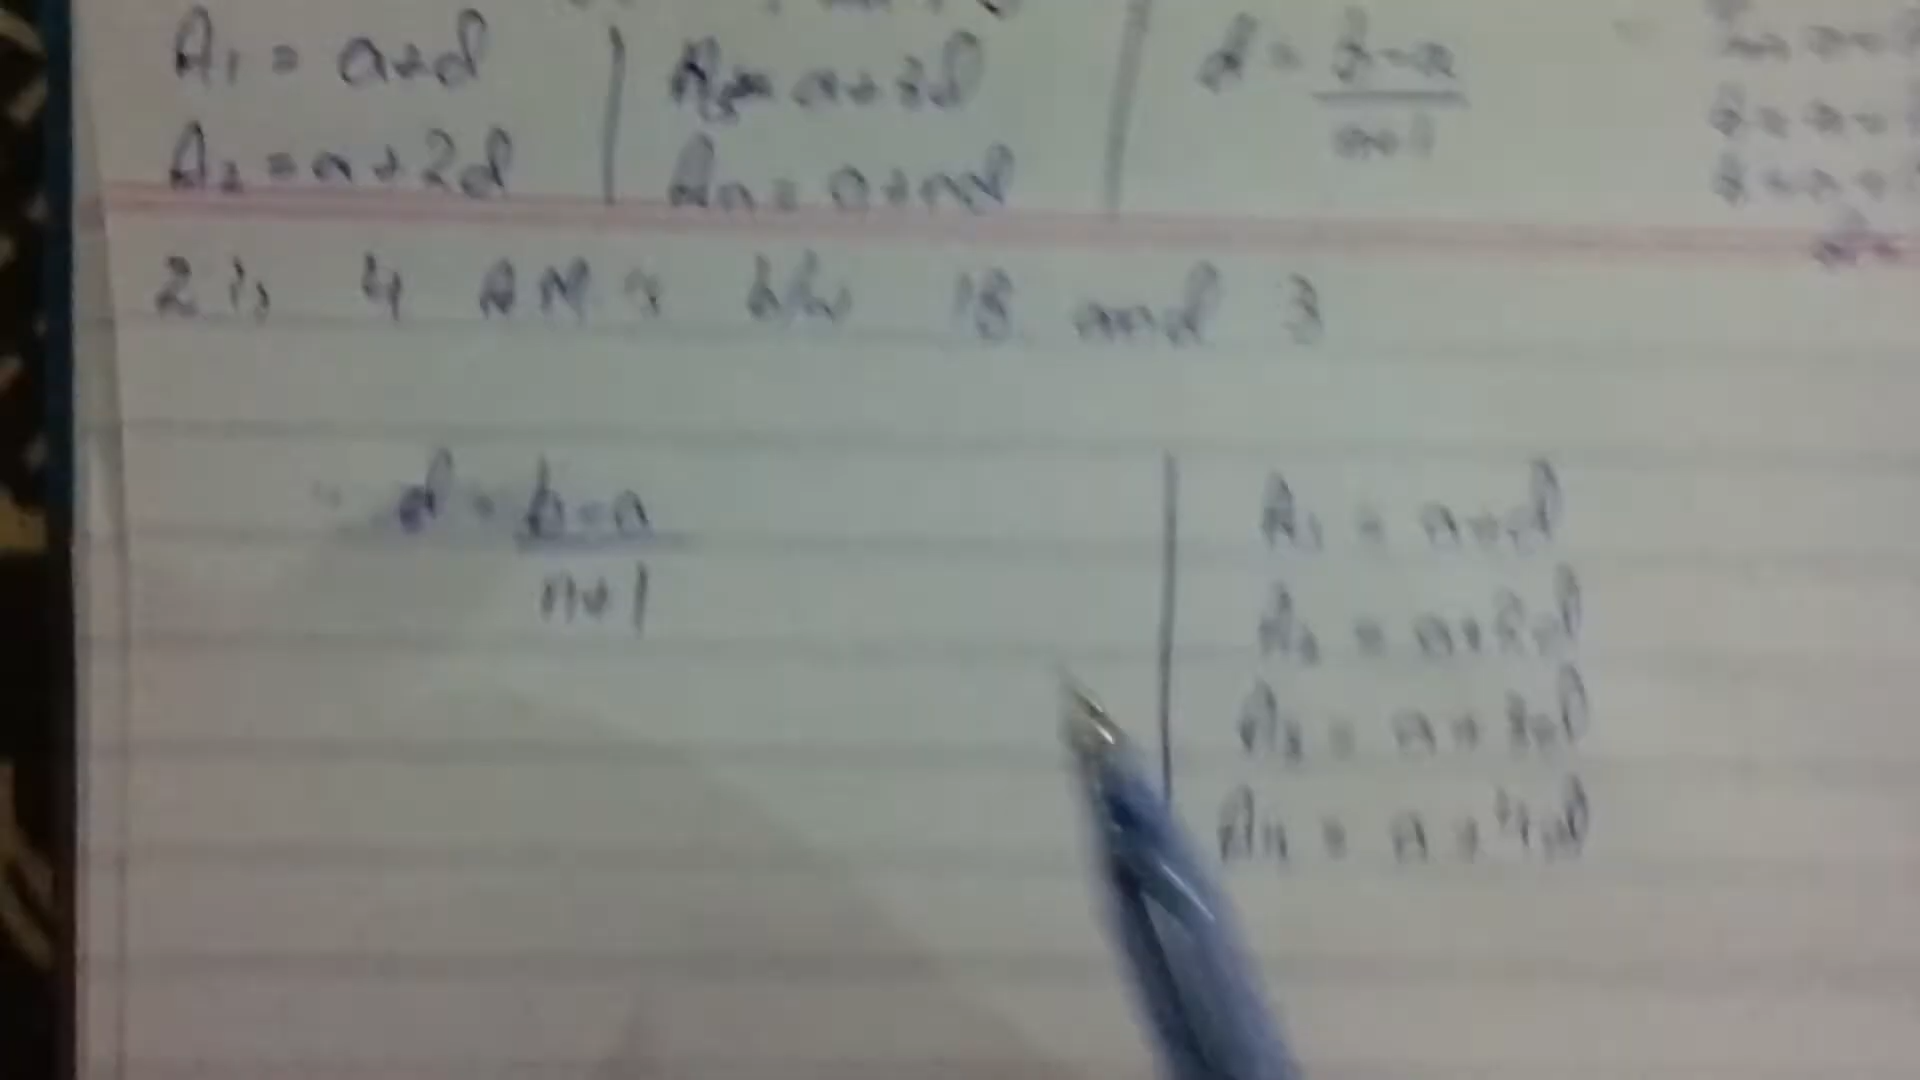 A₁ = a+d
A₂ = a+2d
A₃ = a+3d
Aₙ = a+nd
d = b-a
n+1
4 AM s b/w 18 and 3
d = b-a
n+1
A₁ = a+d
A₂ = a+2d
A₃ = a+3d
A₄ = a+4d